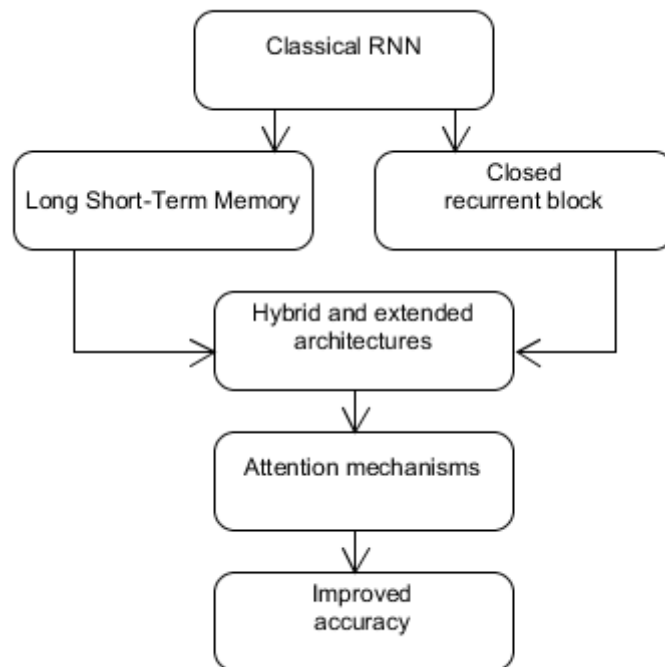 Classical RNN
Long Short-Term Memory
Closed
recurrent block
Hybrid and extended
architectures
Attention mechanisms
Improved
accuracy